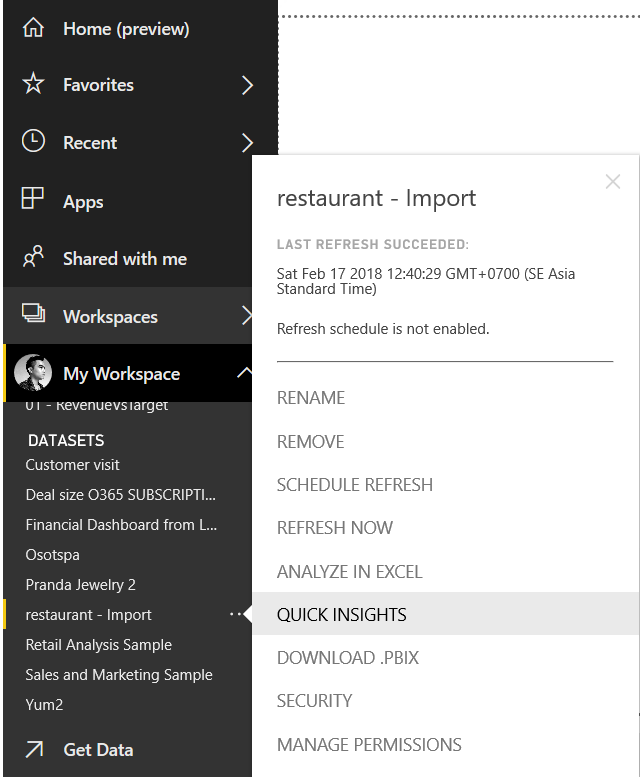 Home (preview)
Favorites
Recent
Apps
Shared with me
Workspaces
My Workspace
01 - RevenueVsTarget
DATASETS
Customer visit
Deal size O365 SUBSCRIPTI...
Financial Dashboard from L...
Osotspa
Pranda Jewelry 2
restaurant - Import
Retail Analysis Sample
Sales and Marketing Sample
Yum2
Get Data
restaurant - Import
LAST REFRESH SUCCEEDED:
Sat Feb 17 2018 12:40:29 GMT+0700 (SE Asia
Standard Time)
Refresh schedule is not enabled.
RENAME
REMOVE
SCHEDULE REFRESH
REFRESH NOW
ANALYZE IN EXCEL
QUICK INSIGHTS
DOWNLOAD .PBIX
SECURITY
MANAGE PERMISSIONS